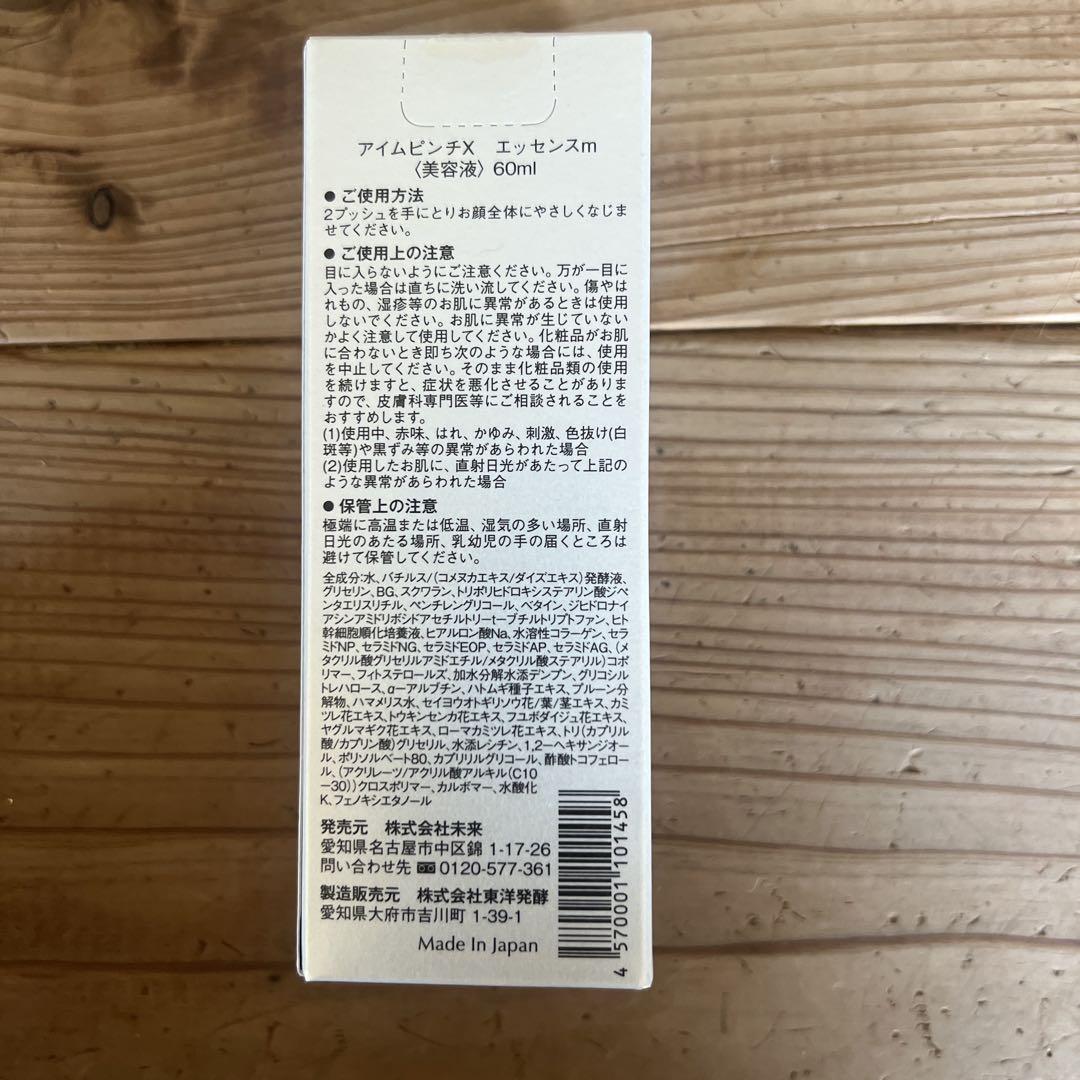 アイムピンチX　エッセンスm
〈美容液〉60ml
● ご使用方法
2プッシュを手にとりお顔全体にやさしくなじま
せてください。
● ご使用上の注意
目に入らないようにご注意ください。万が一目に
入った場合は直ちに洗い流してください。傷やは
れもの、湿疹等のお肌に異常があるときは使用
しないでください。お肌に異常が生じていない
かよく注意して使用してください。化粧品がお肌
に合わないとき即ち次のような場合には、使用
を中止してください。そのまま化粧品類の使用
を続けますと、症状を悪化させることがありま
すので、皮膚科専門医等にご相談されることを
おすすめします。
(1)使用中、赤味、はれ、かゆみ、刺激、色抜け(白
斑等)や黒ずみ等の異常があらわれた場合
(2)使用したお肌に、直射日光があたって上記の
ような異常があらわれた場合
● 保管上の注意
極端に高温または低温、湿気の多い場所、直射
日光のあたる場所、乳幼児の手の届くところは
避けて保管してください。
全成分:水、バチルス/(コメヌカエキス/ダイズエキス)発酵液、
グリセリン、BG、スクワラン、トリポリヒドロキシステアリン酸ジペ
ンタエリスリチル、ペンチレングリコール、ベタイン、ジヒドロナイ
アシンアミドリボシドアセチルトリーtーブチルトリプトファン、ヒト
幹細胞順化培養液、ヒアルロン酸Na、水溶性コラーゲン、セラ
ミドNP、セラミドNG、セラミドEOP、セラミドAP、セラミドAG、(メ
タクリル酸グリセリルアミドエチル/メタクリル酸ステアリル)コポ
リマー、フィトステロールズ、加水分解水添デンプン、グリコシル
トレハロース、αーアルブチン、ハトムギ種子エキス、プルーン分
解物、ハマメリス水、セイヨウオトギリソウ花/葉/茎エキス、カミ
ツレ花エキス、トウキンセンカ花エキス、フユボダイジュ花エキス、
ヤグルマギク花エキス、ローマカミツレ花エキス、トリ(カプリル
酸/カプリン酸)グリセリル、水添レシチン、1,2ーヘキサンジオー
ル、ポリソルベート80、カプリリルグリコール、酢酸トコフェロー
ル、(アクリレーツ/アクリル酸アルキル(C10
ー30))クロスポリマー、カルボマー、水酸化
K、フェノキシエタノール
発売元　株式会社未来
愛知県名古屋市中区錦 1-17-26
問い合わせ先 0120-577-361
製造販売元　株式会社東洋発酵
愛知県大府市吉川町 1-39-1
Made In Japan
4 570001 101458